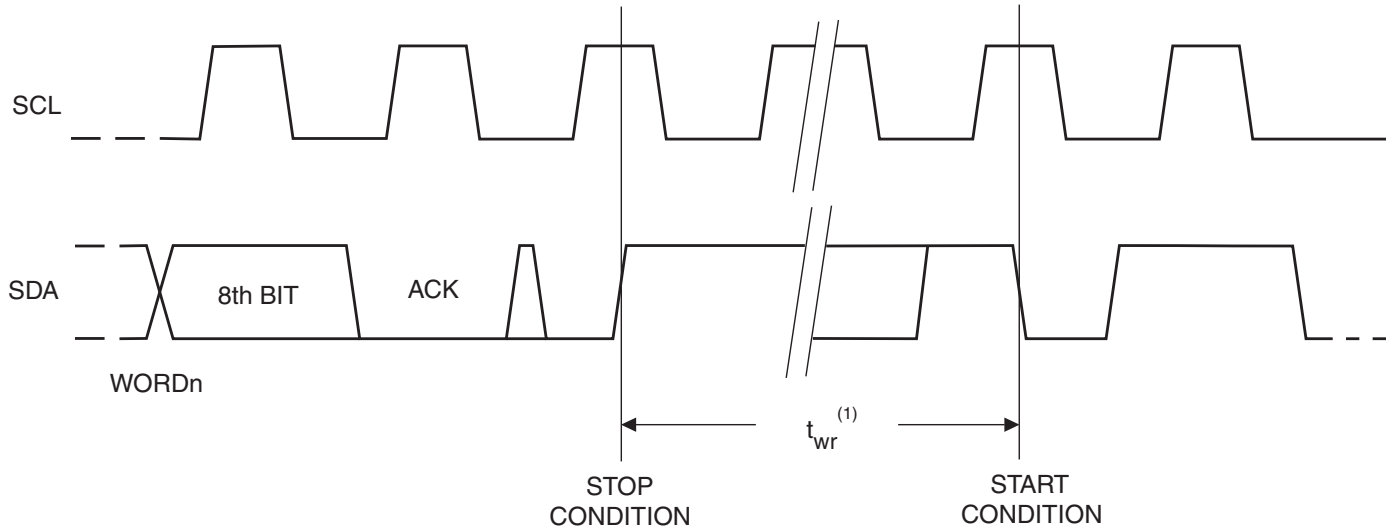 SCL
SDA
8th BIT
ACK
WORDn
twr(1)
STOP
CONDITION
START
CONDITION